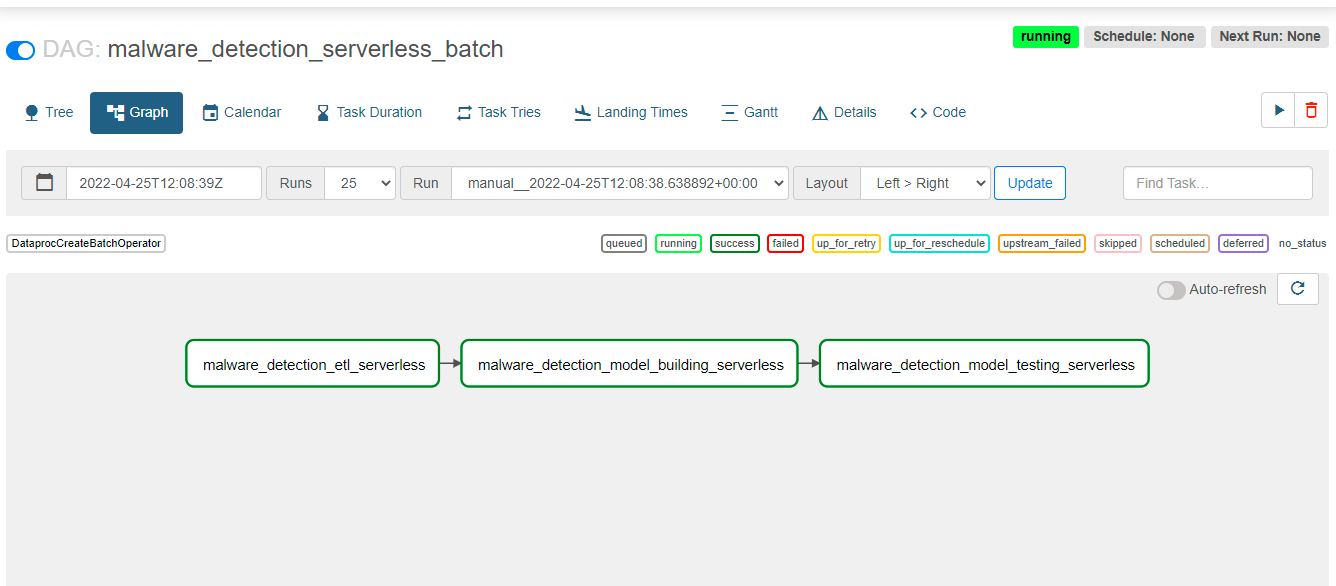 DAG: malware_detection_serverless_batch
running Schedule: None Next Run: None
Tree Graph Calendar Task Duration Task Tries Landing Times Gantt Details Code
2022-04-25T12:08:39Z Runs 25 Run manual__2022-04-25T12:08:38.638892+00:00 Layout Left > Right Update Find Task...
DataprocCreateBatchOperator queued running success failed up_for_retry up_for_reschedule upstream_failed skipped scheduled deferred no_status
Auto-refresh
malware_detection_etl_serverless malware_detection_model_building_serverless malware_detection_model_testing_serverless